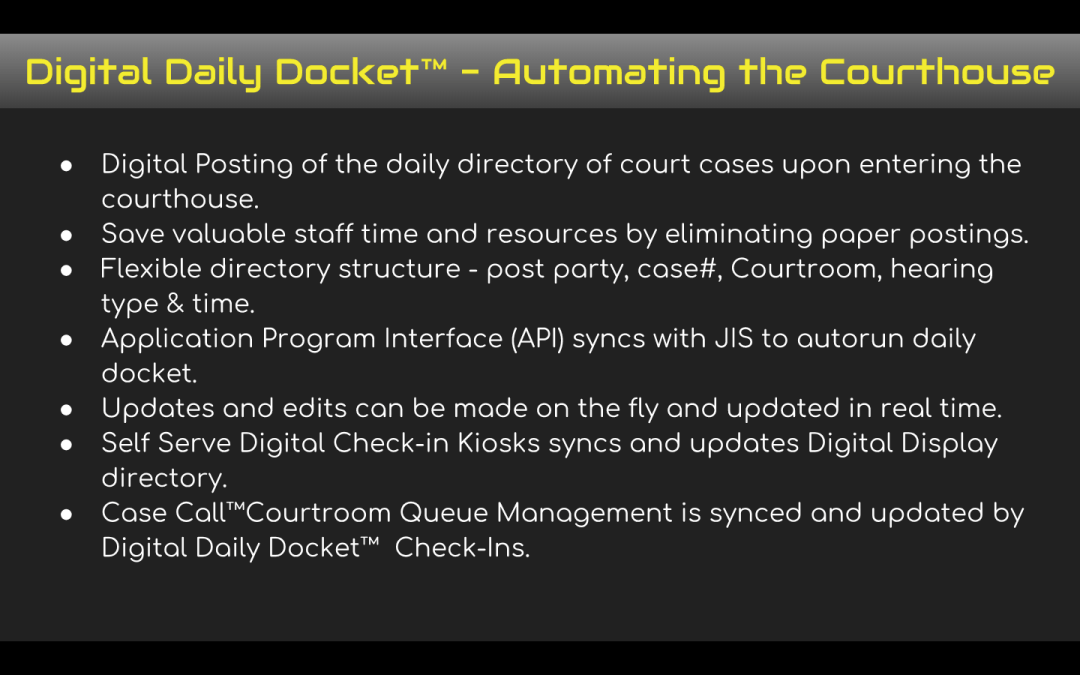 Digital Daily Docket™ - Automating the Courthouse
● Digital Posting of the daily directory of court cases upon entering the
courthouse.
● Save valuable staff time and resources by eliminating paper postings.
● Flexible directory structure - post party, case#, Courtroom, hearing
type & time.
● Application Program Interface (API) syncs with JIS to autorun daily
docket.
● Updates and edits can be made on the fly and updated in real time.
● Self Serve Digital Check-in Kiosks syncs and updates Digital Display
directory.
● Case Call™Courtroom Queue Management is synced and updated by
Digital Daily Docket™ Check-Ins.